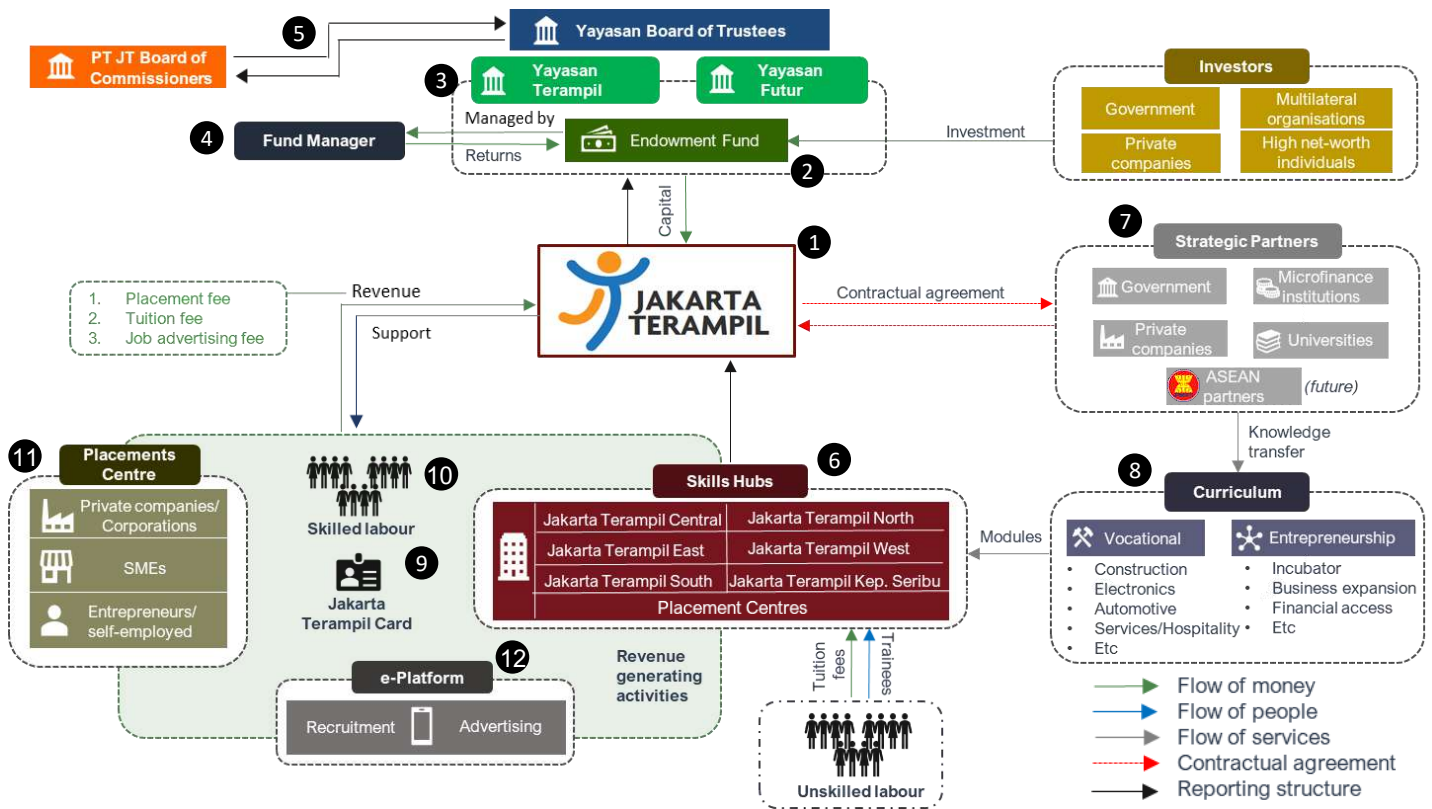 5
Yayasan Board of Trustees
PT JT Board of
Commissioners
3
Yayasan
Terampil
Yayasan
Futur
Investors
Government
Multilateral
organisations
Private
companies
High net-worth
individuals
4
Fund Manager
Managed by
Returns
Endowment Fund
Investment
2
Capital
1
JAKARTA
TERAMPIL
7
Strategic Partners
Government
Microfinance
institutions
Private
companies
Universities
ASEAN
partners
(future)
Contractual agreement
1. Placement fee
2. Tuition fee
3. Job advertising fee
Revenue
Support
Knowledge
transfer
11
Placements
Centre
Private companies/
Corporations
SMEs
Entrepreneurs/
self-employed
10
Skilled labour
9
Jakarta
Terampil Card
6
Skills Hubs
Jakarta Terampil Central
Jakarta Terampil North
Jakarta Terampil East
Jakarta Terampil West
Jakarta Terampil South
Jakarta Terampil Kep. Seribu
Placement Centres
Modules
8
Curriculum
Vocational
• Construction
• Electronics
• Automotive
• Services/Hospitality
• Etc
Entrepreneurship
• Incubator
• Business expansion
• Financial access
• Etc
12
e-Platform
Recruitment
Advertising
Revenue
generating
activities
Tuition
fees
Trainees
Unskilled labour
Flow of money
Flow of people
Flow of services
Contractual agreement
Reporting structure